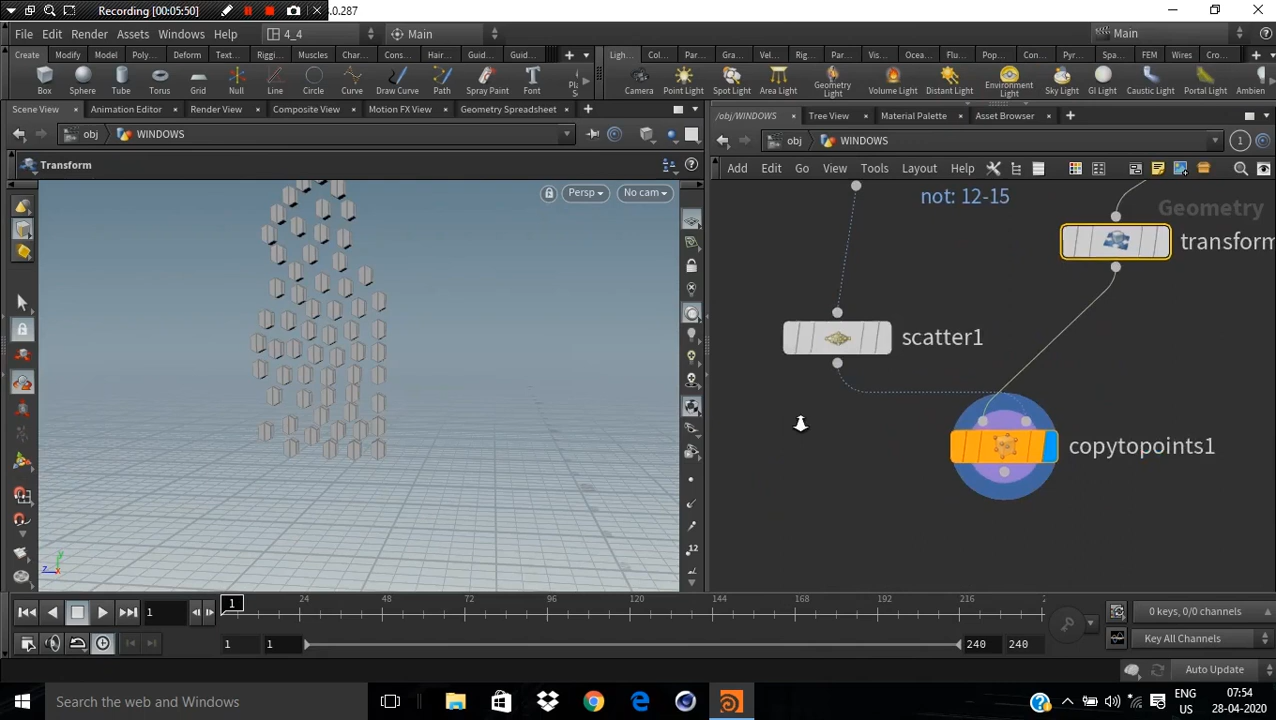 Recording [00:05:50]
.0.287
File Edit Render Assets Windows Help 4_4 Main Main
Create Modify Model Poly... Deform Text... Riggi... Muscles Char... Cons... Hair... Guid... Guid...
Ligh... Col... Par... Gra... Vel... Rig... Par... Vis... Ocea... Flu... Pop... Con... Pyr... Spa... FEM Wires Cro...
Box Sphere Tube Torus Grid Null Line Circle Curve Draw Curve Path Spray Paint Font
Camera Point Light Spot Light Area Light Geometry Light Volume Light Distant Light Environment Light Sky Light GI Light Caustic Light Portal Light Ambien
Scene View Animation Editor Render View Composite View Motion FX View Geometry Spreadsheet
/obj/WINDOWS Tree View Material Palette Asset Browser
obj WINDOWS
obj WINDOWS 1
Transform
Add Edit Go View Tools Layout Help
Persp No cam
not: 12-15
Geometry
transform
scatter1
copytopoints1
12
y
z x
1
1 24 48 72 96 120 144 168 192 216 2
0 keys, 0/0 channels
1 1 240 240
Key All Channels
Auto Update
Search the web and Windows
ENG
US
07:54
28-04-2020